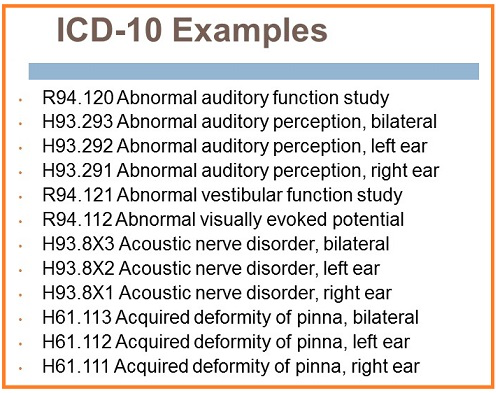 ICD-10 Examples
R94.120 Abnormal auditory function study
H93.293 Abnormal auditory perception, bilateral
H93.292 Abnormal auditory perception, left ear
H93.291 Abnormal auditory perception, right ear
R94.121 Abnormal vestibular function study
R94.112 Abnormal visually evoked potential
H93.8X3 Acoustic nerve disorder, bilateral
H93.8X2 Acoustic nerve disorder, left ear
H93.8X1 Acoustic nerve disorder, right ear
H61.113 Acquired deformity of pinna, bilateral
H61.112 Acquired deformity of pinna, left ear
H61.111 Acquired deformity of pinna, right ear